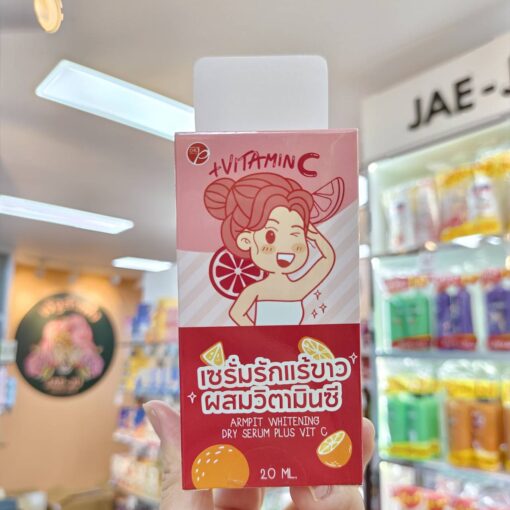 JAE-J
+VITAMIN C
เซรั่มรักแร้ขาว
ผสมวิตามินซี
ARMPIT WHITENING
DRY SERUM PLUS VIT C
20 ML.